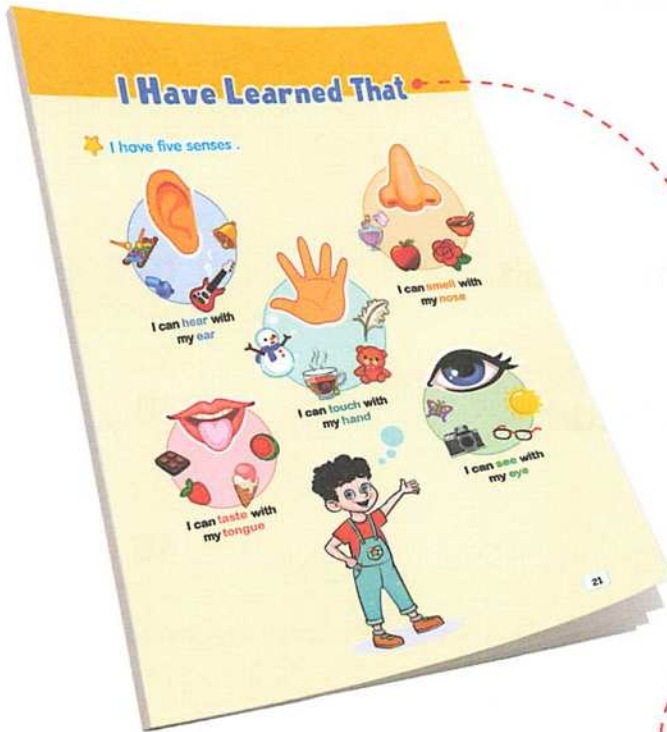 I Have Learned That
I have five senses .
I can hear with
my ear
I can smell with
my nose
I can touch with
my hand
I can taste with
my tongue
I can see with
my eye
21